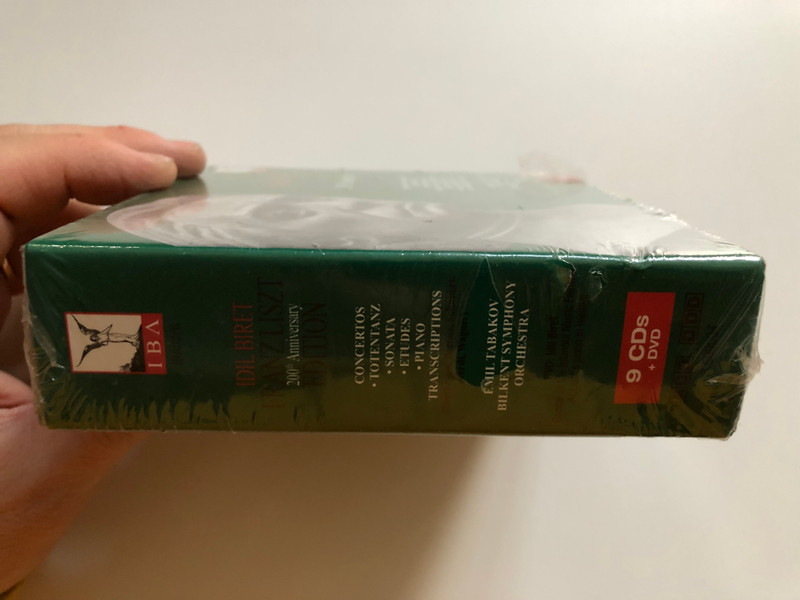 IBA
IDIL BIRET
FRANZ LISZT
200th Anniversary
EDITION
CONCERTOS
• TOTENTANZ
• SONATA
• ETUDES
• PIANO
TRANSCRIPTIONS
EMIL TABAKOV
BILKENT SYMPHONY
ORCHESTRA
9 CDs
+ DVD